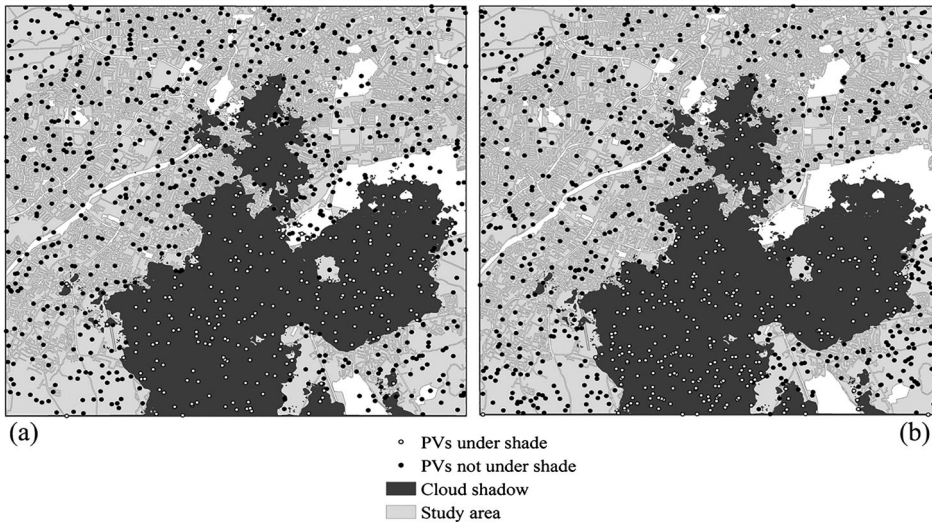 (a)
(b)
PVs under shade
PVs not under shade
Cloud shadow
Study area